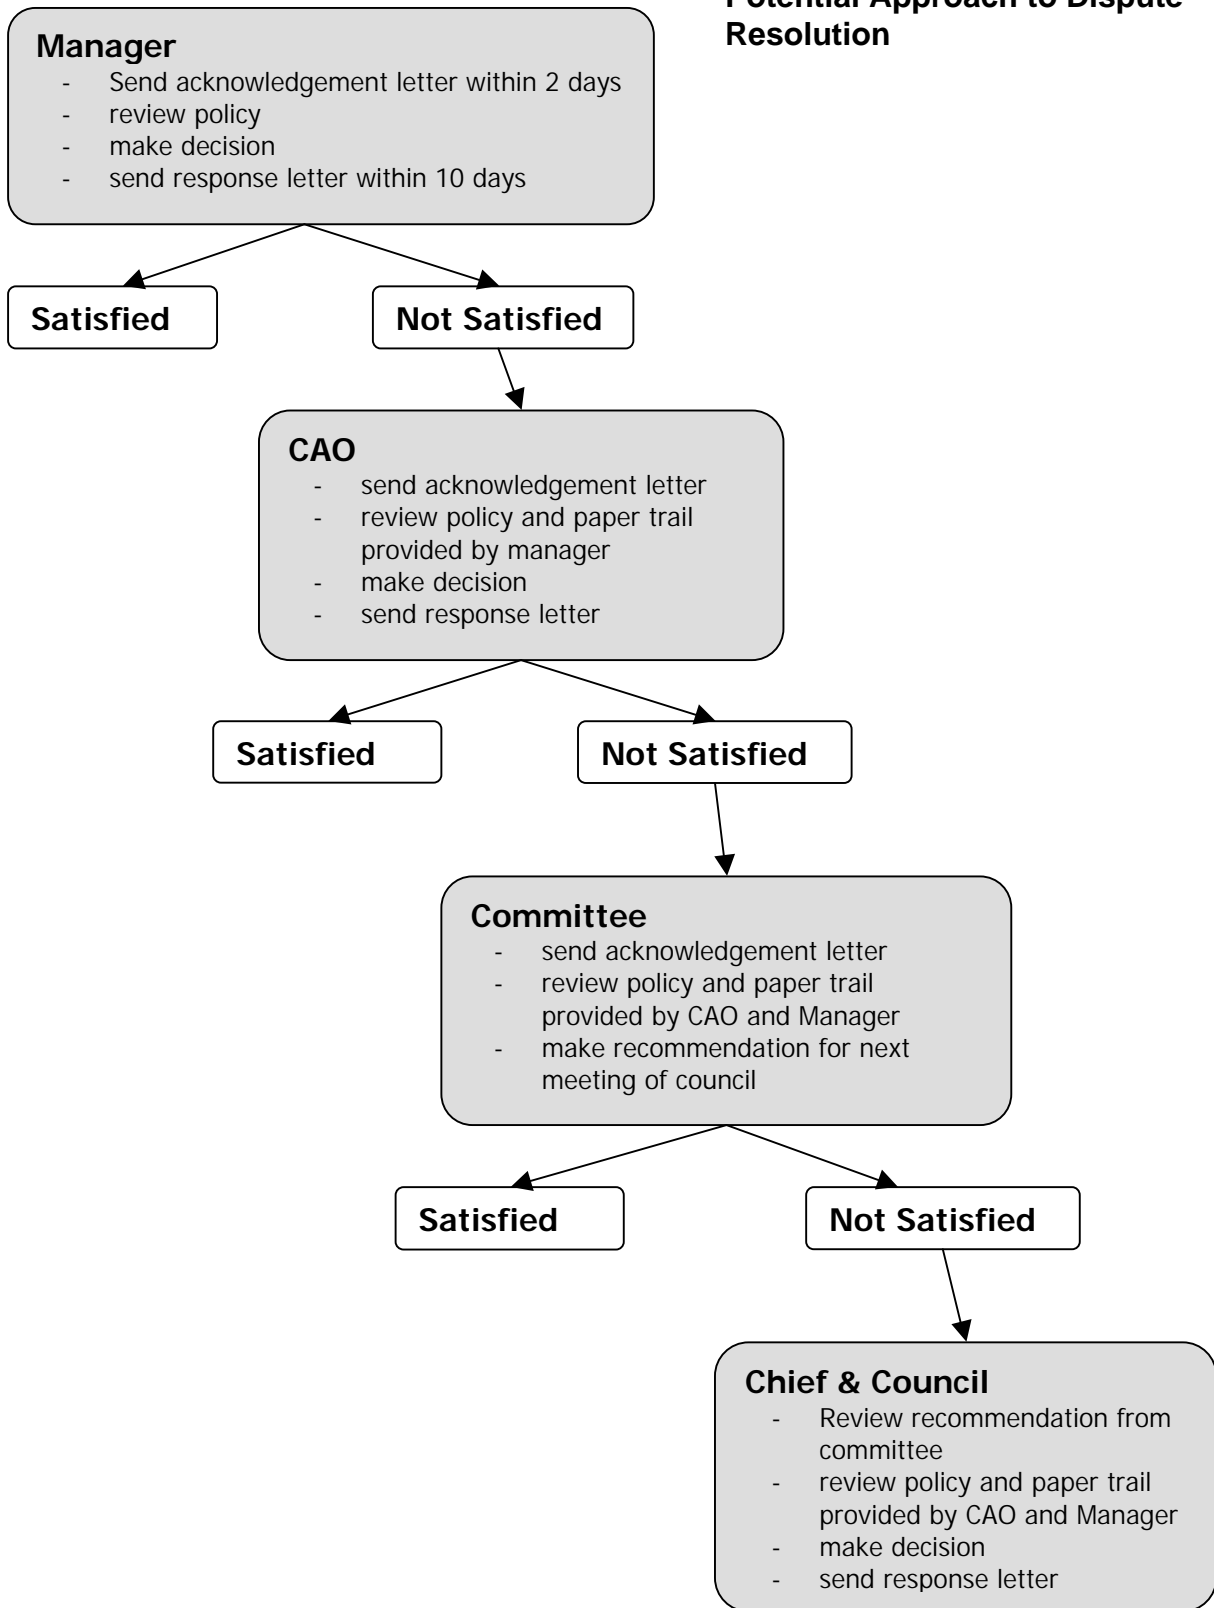 Potential Approach to Dispute
Resolution
Manager
- Send acknowledgement letter within 2 days
- review policy
- make decision
- send response letter within 10 days
Satisfied
Not Satisfied
CAO
- send acknowledgement letter
- review policy and paper trail
provided by manager
- make decision
- send response letter
Satisfied
Not Satisfied
Committee
- send acknowledgement letter
- review policy and paper trail
provided by CAO and Manager
- make recommendation for next
meeting of council
Satisfied
Not Satisfied
Chief & Council
- Review recommendation from
committee
- review policy and paper trail
provided by CAO and Manager
- make decision
- send response letter